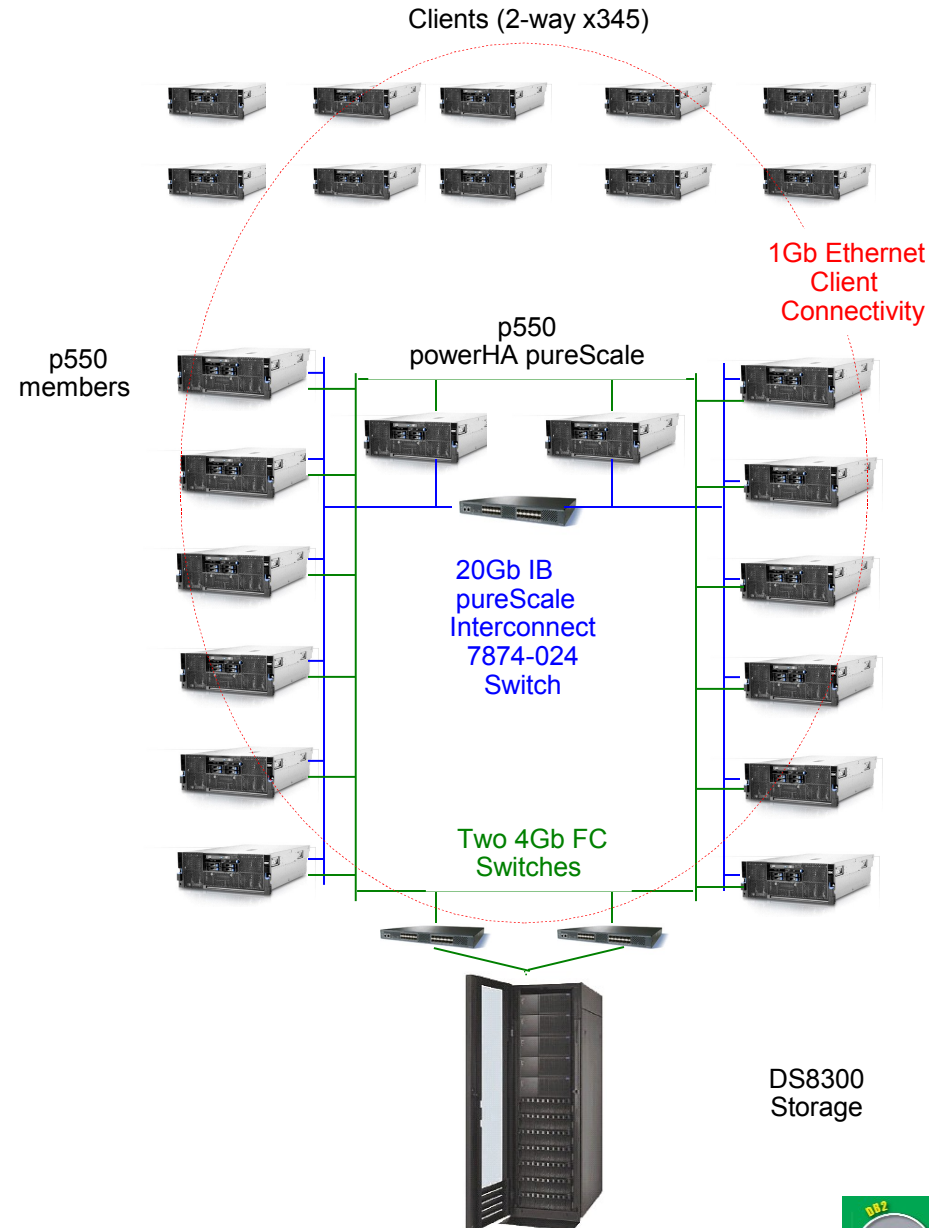 Clients (2-way x345)
1Gb Ethernet
Client
Connectivity
p550
powerHA pureScale
p550
members
20Gb IB
pureScale
Interconnect
7874-024
Switch
Two 4Gb FC
Switches
DS8300
Storage
DB2